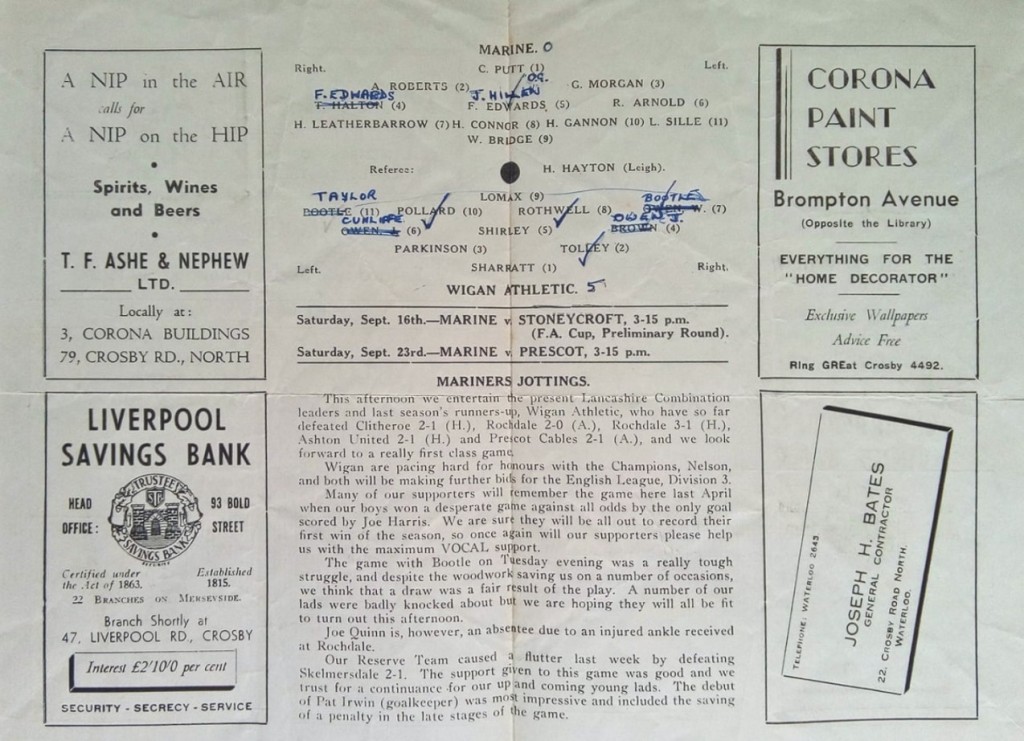 A NIP in the AIR
calls for
A NIP on the HIP
Spirits, Wines
and Beers
T. F. ASHE & NEPHEW
LTD.
Locally at:
3, CORONA BUILDINGS
79, CROSBY RD., NORTH
LIVERPOOL
SAVINGS BANK
HEAD
OFFICE:
TRUSTEE
SAVINGS BANK
93 BOLD
STREET
Certified under
the Act of 1863.
Established
1815.
22 BRANCHES ON MERSEYSIDE.
Branch Shortly at
47, LIVERPOOL RD., CROSBY
Interest £2'10'0 per cent
SECURITY - SECRECY - SERVICE
MARINE. 0
Right. C. PUTT (1) Left.
O.G.
A. ROBERTS (2) G. MORGAN (3)
F. EDWARDS J. HILLEN
T. HALTON (4) F. EDWARDS (5) R. ARNOLD (6)
H. LEATHERBARROW (7) H. CONNOR (8) H. GANNON (10) L. SILLE (11)
W. BRIDGE (9)
Referee: H. HAYTON (Leigh).
TAYLOR LOMAX (9) BOOTLE
BOOTLE (11) POLLARD (10) ROTHWELL (8) OWEN, W. (7)
CUNLIFFE OWEN J.
OWEN, J. (6) SHIRLEY (5) BROWN (4)
PARKINSON (3) TOLLEY (2)
Left. SHARRATT (1) Right.
WIGAN ATHLETIC. 5
Saturday, Sept. 16th.—MARINE v. STONEYCROFT, 3-15 p.m.
(F.A. Cup, Preliminary Round).
Saturday, Sept. 23rd.—MARINE v. PRESCOT, 3-15 p.m.
MARINERS JOTTINGS.
This afternoon we entertain the present Lancashire Combination
leaders and last season's runners-up, Wigan Athletic, who have so far
defeated Clitheroe 2-1 (H.), Rochdale 2-0 (A.), Rochdale 3-1 (H.),
Ashton United 2-1 (H.) and Prescot Cables 2-1 (A.), and we look
forward to a really first class game.
Wigan are pacing hard for honours with the Champions, Nelson,
and both will be making further bids for the English League, Division 3.
Many of our supporters will remember the game here last April
when our boys won a desperate game against all odds by the only goal
scored by Joe Harris. We are sure they will be all out to record their
first win of the season, so once again will our supporters please help
us with the maximum VOCAL support.
The game with Bootle on Tuesday evening was a really tough
struggle, and despite the woodwork saving us on a number of occasions,
we think that a draw was a fair result of the play. A number of our
lads were badly knocked about but we are hoping they will all be fit
to turn out this afternoon.
Joe Quinn is, however, an absentee due to an injured ankle received
at Rochdale.
Our Reserve Team caused a flutter last week by defeating
Skelmersdale 2-1. The support given to this game was good and we
trust for a continuance for our up and coming young lads. The debut
of Pat Irwin (goalkeeper) was most impressive and included the saving
of a penalty in the late stages of the game.
CORONA
PAINT
STORES
Brompton Avenue
(Opposite the Library)
EVERYTHING FOR THE
"HOME DECORATOR"
Exclusive Wallpapers
Advice Free
Ring GREat Crosby 4492.
TELEPHONE: WATERLOO 2643
JOSEPH H. BATES
GENERAL CONTRACTOR
22, CROSBY ROAD NORTH,
WATERLOO.